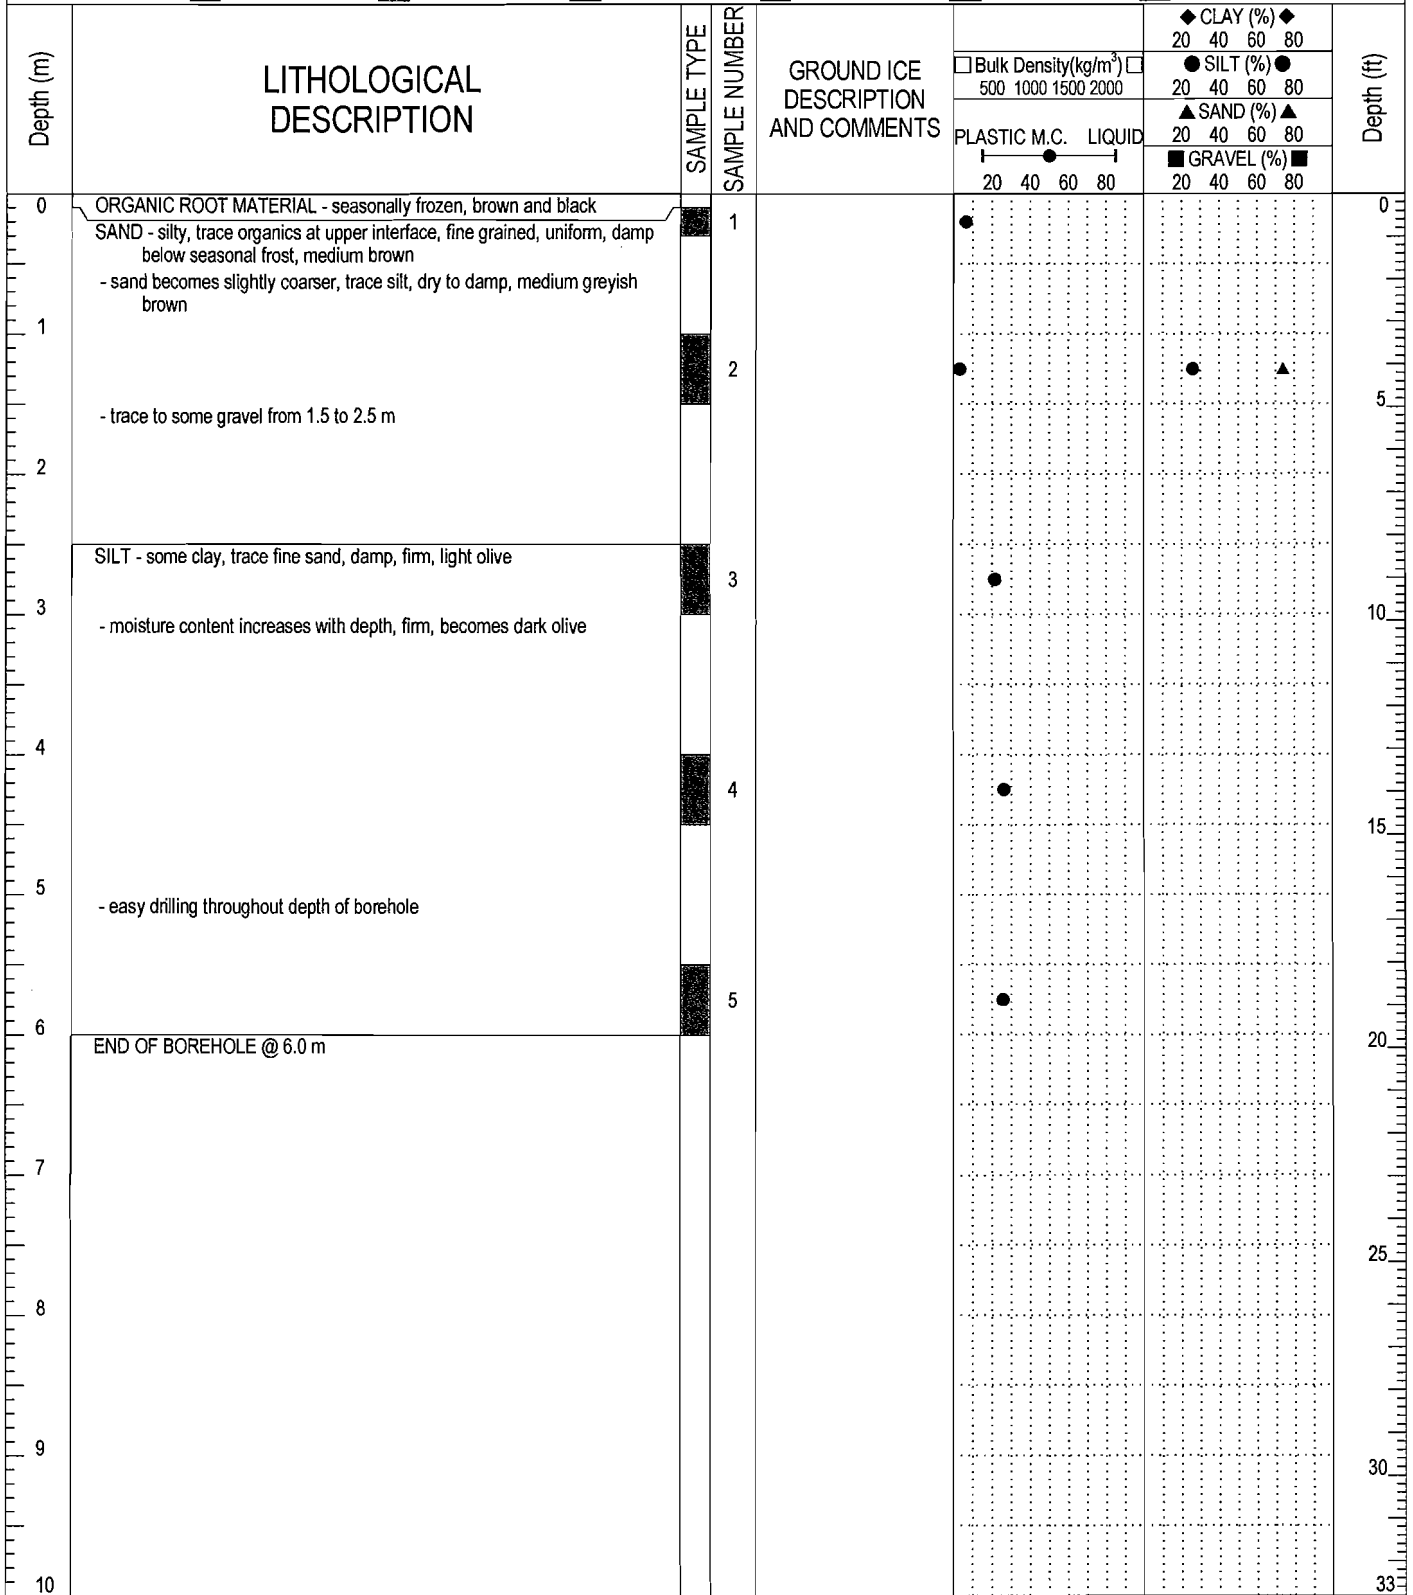 Depth (m)
LITHOLOGICAL
DESCRIPTION
SAMPLE TYPE
SAMPLE NUMBER
GROUND ICE
DESCRIPTION
AND COMMENTS
□ Bulk Density(kg/m³) □
500 1000 1500 2000
PLASTIC M.C. LIQUID
20 40 60 80
◆ CLAY (%) ◆
20 40 60 80
● SILT (%) ●
20 40 60 80
▲ SAND (%) ▲
20 40 60 80
■ GRAVEL (%) ■
20 40 60 80
Depth (ft)
0
ORGANIC ROOT MATERIAL - seasonally frozen, brown and black
1
0
SAND - silty, trace organics at upper interface, fine grained, uniform, damp
below seasonal frost, medium brown
- sand becomes slightly coarser, trace silt, dry to damp, medium greyish
brown
1
2
5
- trace to some gravel from 1.5 to 2.5 m
2
SILT - some clay, trace fine sand, damp, firm, light olive
3
3
10
- moisture content increases with depth, firm, becomes dark olive
4
4
15
5
- easy drilling throughout depth of borehole
5
6
20
END OF BOREHOLE @ 6.0 m
7
25
8
9
30
10
33